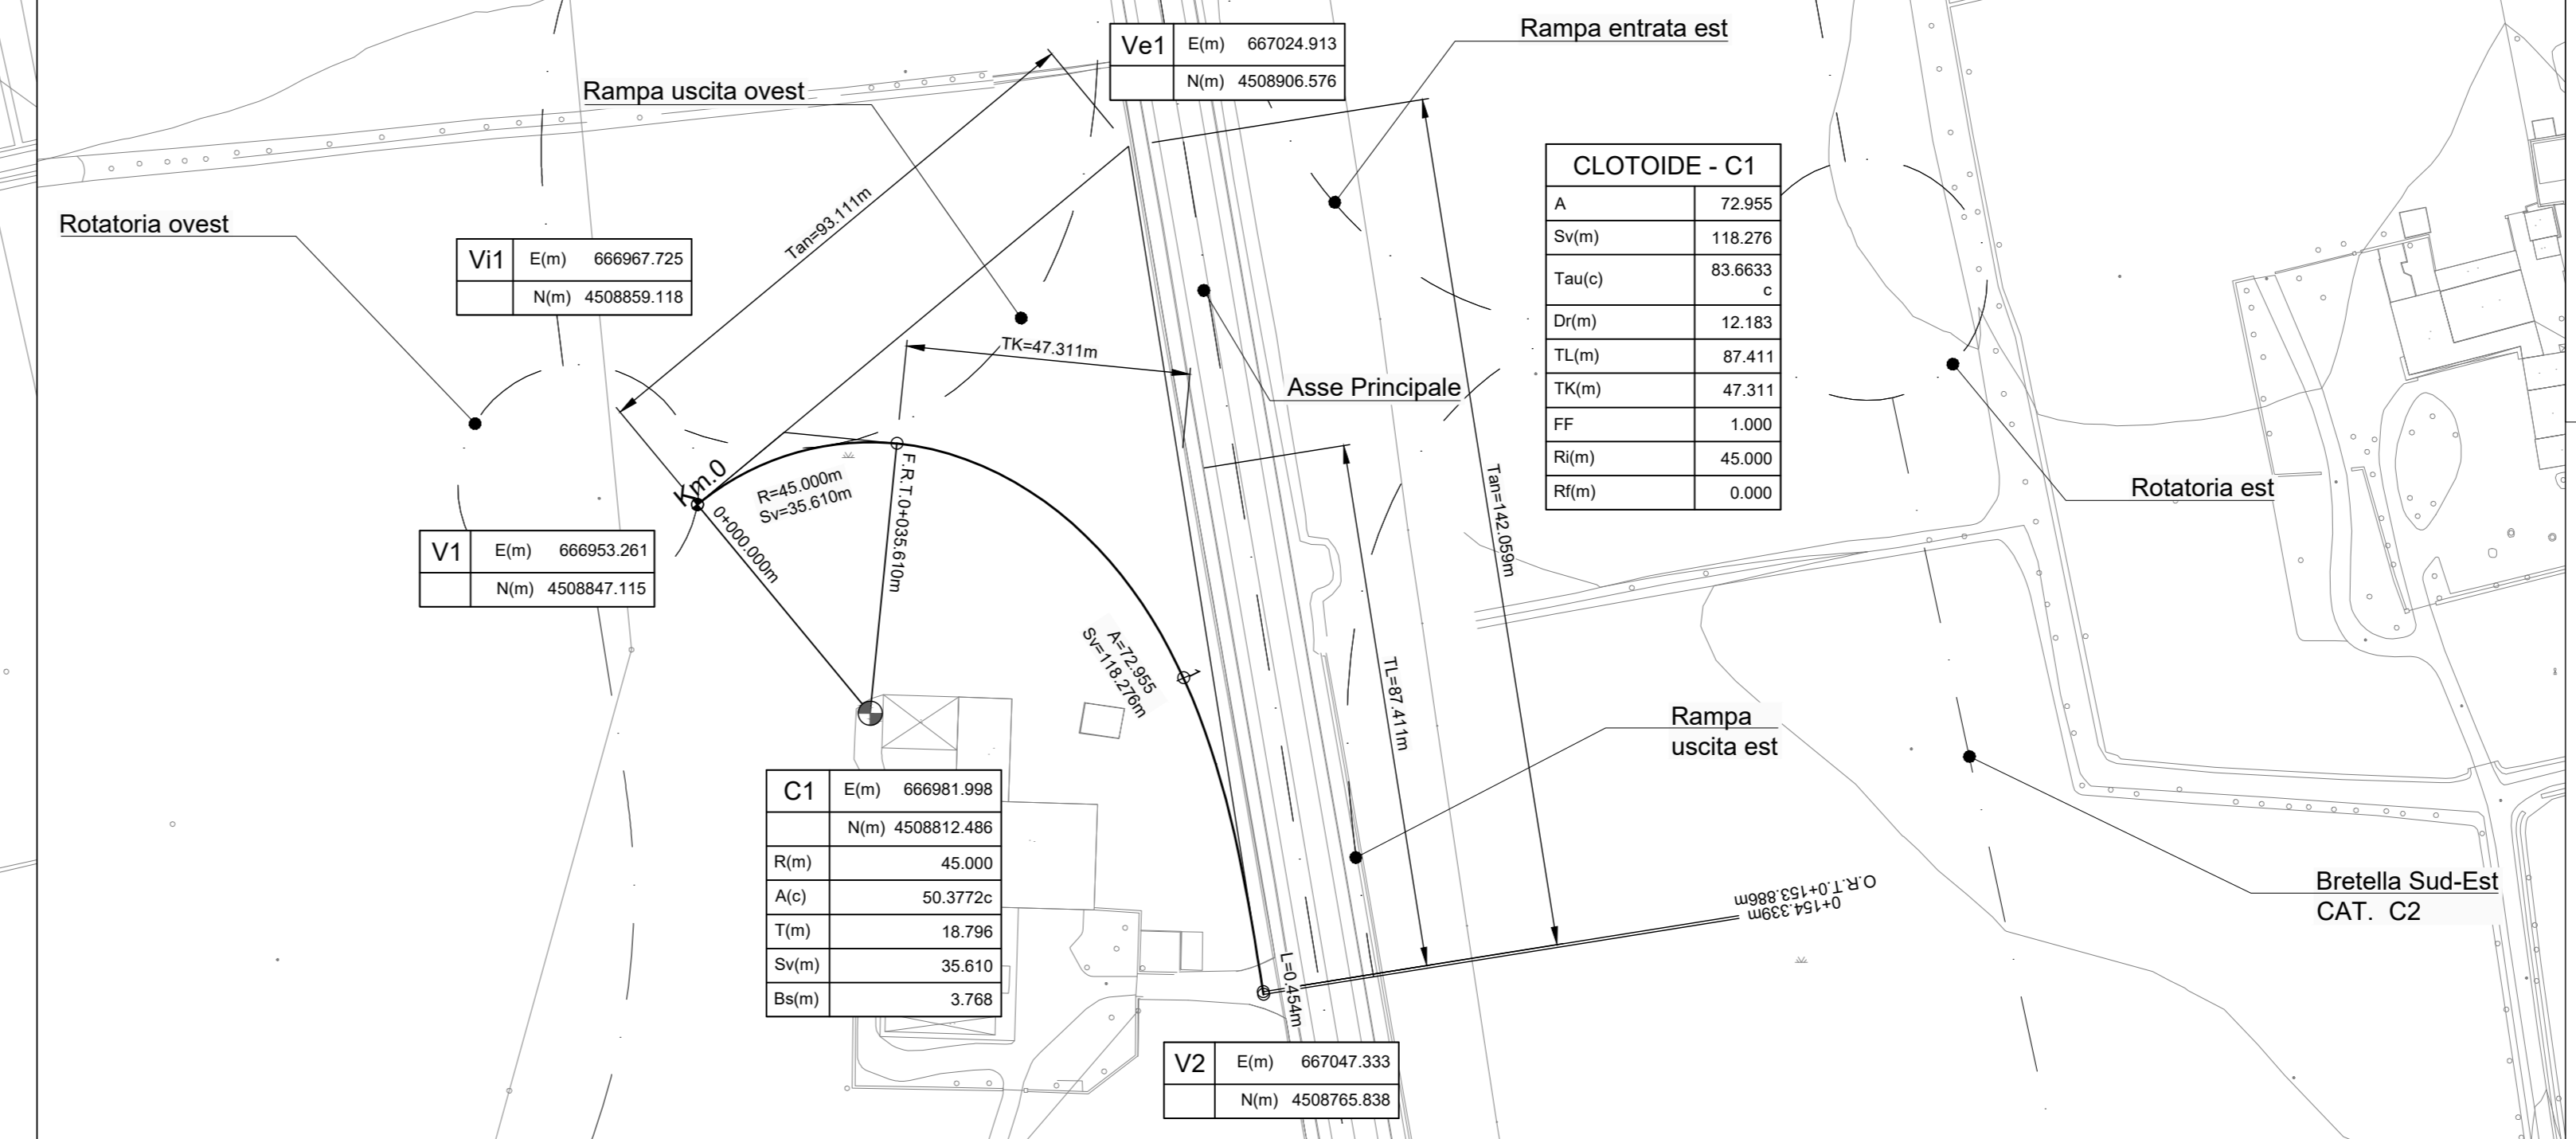 Ve1 E(m) 667024.913
N(m) 4508906.576
Rampa entrata est
Rampa uscita ovest
Rotatoria ovest
Tan=93.111m
Vi1 E(m) 666967.725
N(m) 4508859.118
CLOTOIDE - C1
A 72.955
Sv(m) 118.276
Tau(c) 83.6633
c
Dr(m) 12.183
TL(m) 87.411
TK(m) 47.311
FF 1.000
Ri(m) 45.000
Rf(m) 0.000
TK=47.311m
Asse Principale
Km.0
R=45.000m
Sv=35.610m
F.R.T.0+035.610m
0+000.000m
Tan=142.059m
Rotatoria est
V1 E(m) 666953.261
N(m) 4508847.115
A=72.955
Sv=118.276m
1
TL=87.411m
Rampa
uscita est
C1 E(m) 666981.998
N(m) 4508812.486
R(m) 45.000
A(c) 50.3772c
T(m) 18.796
Sv(m) 35.610
Bs(m) 3.768
O.R.T.0+153.886m
0+154.339m
Bretella Sud-Est
CAT. C2
L=0.454m
V2 E(m) 667047.333
N(m) 4508765.838